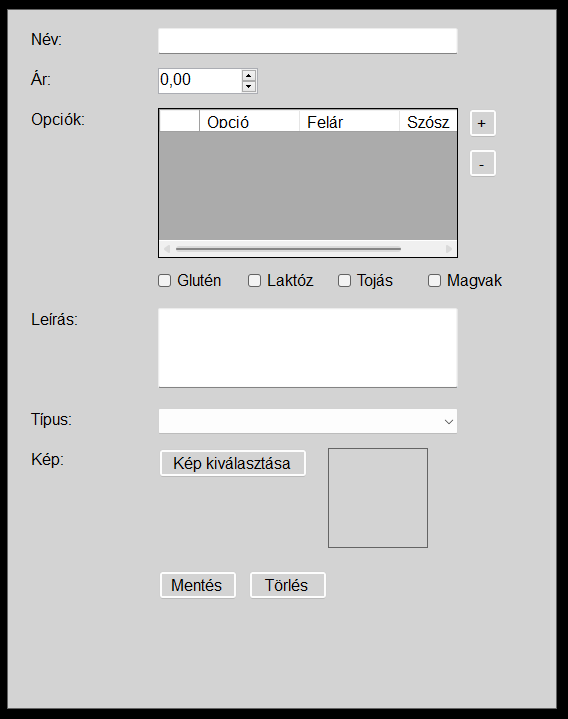 Név:
Ár: 0,00
Opciók: Opció Felár Szósz +
-
Glutén Laktóz Tojás Magvak
Leírás:
Típus:
Kép: Kép kiválasztása
Mentés Törlés